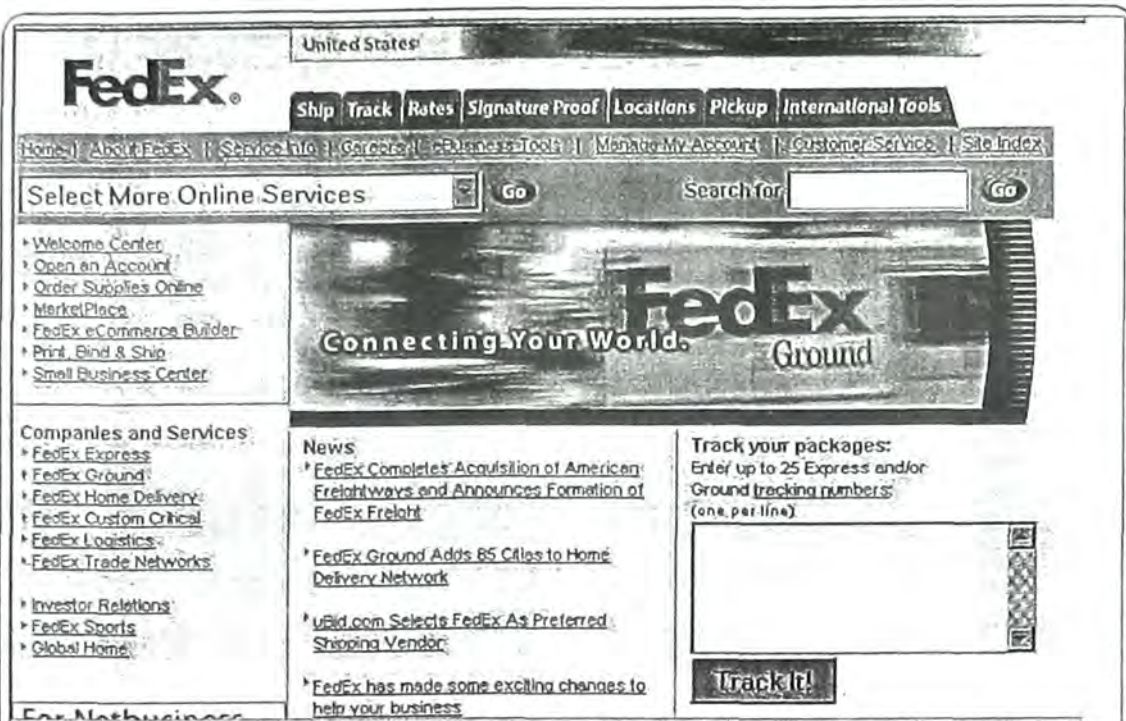 FedEx®
United States
Ship Track Rates Signature Proof Locations Pickup International Tools
Home | About FedEx | Service Info | Careers | eBusiness Tools | Manage My Account | Customer Service | Site Index
Select More Online Services Go Search for Go
Welcome Center
Open an Account
Order Supplies Online
MarketPlace
FedEx eCommerce Builder
Print, Bind & Ship
Small Business Center
Connecting Your World.
FedEx
Ground
Companies and Services
FedEx Express
FedEx Ground
FedEx Home Delivery
FedEx Custom Critical
FedEx Logistics
FedEx Trade Networks
Investor Relations
FedEx Sports
Global Home
News
FedEx Completes Acquisition of American
Freightways and Announces Formation of
FedEx Freight
FedEx Ground Adds 85 Cities to Home
Delivery Network
uBid.com Selects FedEx As Preferred
Shipping Vendor
FedEx has made some exciting changes to
help your business
Track your packages:
Enter up to 25 Express and/or
Ground tracking numbers
(one per line)
Track It!
For Netbusiness